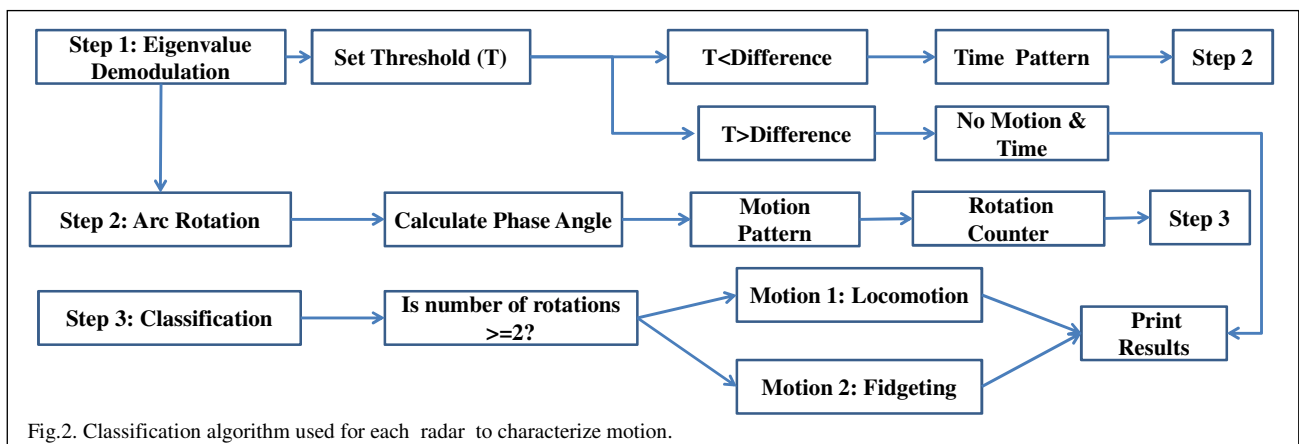 Step 1: Eigenvalue
Demodulation
Set Threshold (T)
T<Difference
Time Pattern
Step 2
T>Difference
No Motion &
Time
Step 2: Arc Rotation
Calculate Phase Angle
Motion
Pattern
Rotation
Counter
Step 3
Step 3: Classification
Is number of rotations
>=2?
Motion 1: Locomotion
Motion 2: Fidgeting
Print
Results
Fig.2. Classification algorithm used for each radar to characterize motion.